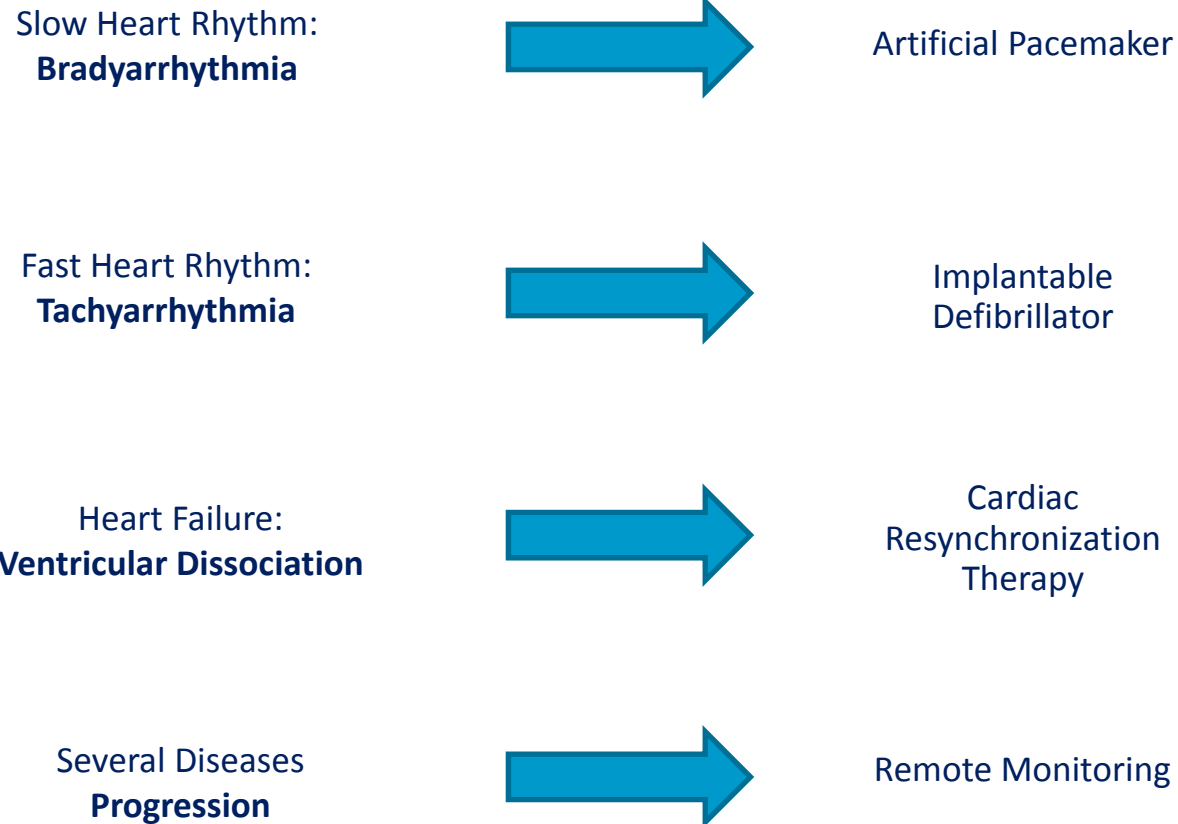 Slow Heart Rhythm:
Bradyarrhythmia
Artificial Pacemaker
Fast Heart Rhythm:
Tachyarrhythmia
Implantable
Defibrillator
Heart Failure:
Ventricular Dissociation
Cardiac
Resynchronization
Therapy
Several Diseases
Progression
Remote Monitoring